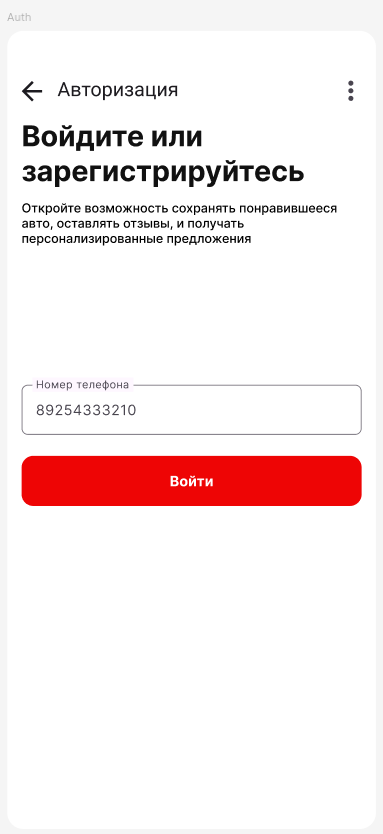 Auth
Авторизация
Войдите или
зарегистрируйтесь
Откройте возможность сохранять понравившееся
авто, оставлять отзывы, и получать
персонализированные предложения
Номер телефона
89254333210
Войти